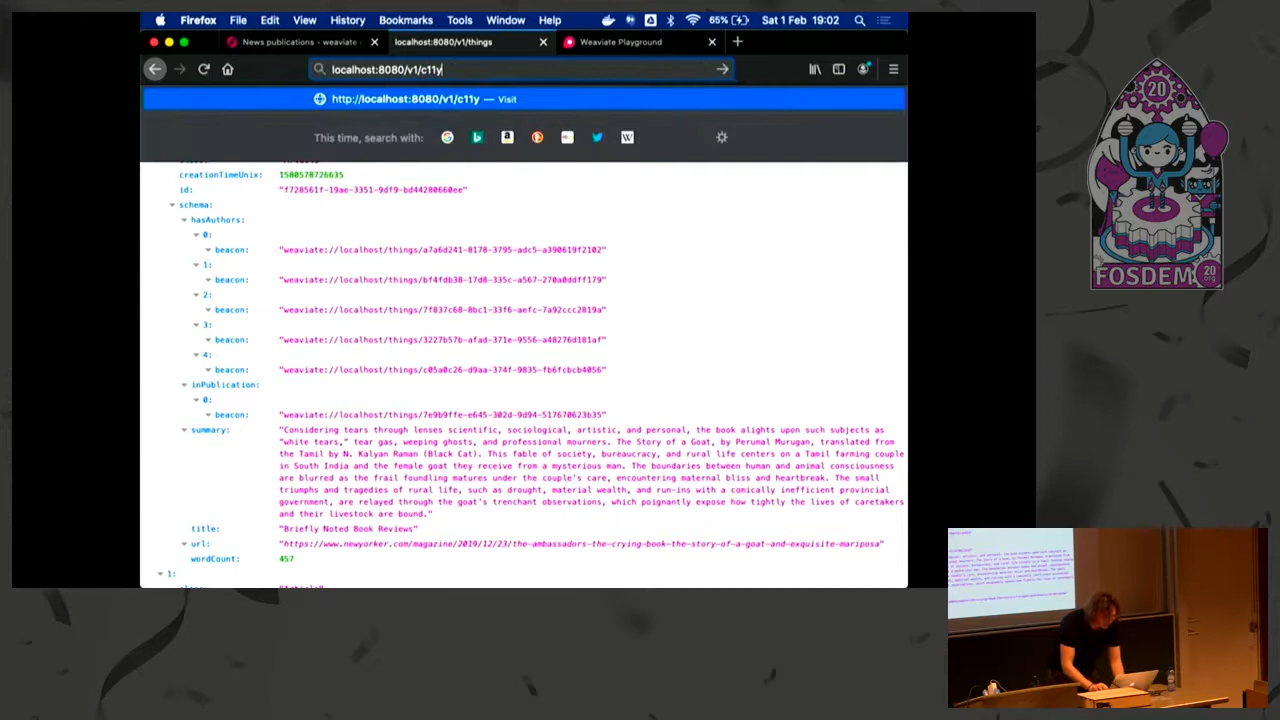 Firefox File Edit View History Bookmarks Tools Window Help 65% Sat 1 Feb 19:02
News publications - weaviate localhost:8080/v1/things Weaviate Playground
localhost:8080/v1/c11y
http://localhost:8080/v1/c11y — Visit
This time, search with:
creationTimeUnix: 1580578726635
id: "f728561f-19ae-3351-9df9-bd44280660ee"
schema:
hasAuthors:
0:
beacon: "weaviate://localhost/things/a7a6d241-8178-3795-adc5-a390619f2102"
1:
beacon: "weaviate://localhost/things/bf4fdb38-17d8-335c-a567-270a0ddff179"
2:
beacon: "weaviate://localhost/things/7f837c68-8bc1-33f6-aefc-7a92ccc2819a"
3:
beacon: "weaviate://localhost/things/3227b57b-afad-371e-9556-a48276d181af"
4:
beacon: "weaviate://localhost/things/c05a0c26-d9aa-374f-9835-fb6fcbcb4056"
inPublication:
0:
beacon: "weaviate://localhost/things/7e9b9ffe-e645-302d-9d94-517670623b35"
summary: "Considering tears through lenses scientific, sociological, artistic, and personal, the book alights upon such subjects as
“white tears,” tear gas, weeping ghosts, and professional mourners. The Story of a Goat, by Perumal Murugan, translated from
the Tamil by N. Kalyan Raman (Black Cat). This fable of society, bureaucracy, and rural life centers on a Tamil farming couple
in South India and the female goat they receive from a mysterious man. The boundaries between human and animal consciousness
are blurred as the frail foundling matures under the couple’s care, encountering maternal bliss and heartbreak. The small
triumphs and tragedies of rural life, such as drought, material wealth, and run-ins with a comically inefficient provincial
government, are relayed through the goat’s trenchant observations, which poignantly expose how tightly the lives of caretakers
and their livestock are bound."
title: "Briefly Noted Book Reviews"
url: "https://www.newyorker.com/magazine/2019/12/23/the-ambassadors-the-crying-book-the-story-of-a-goat-and-exquisite-mariposa"
wordCount: 457
1:
20
FOSDEM 20
.org